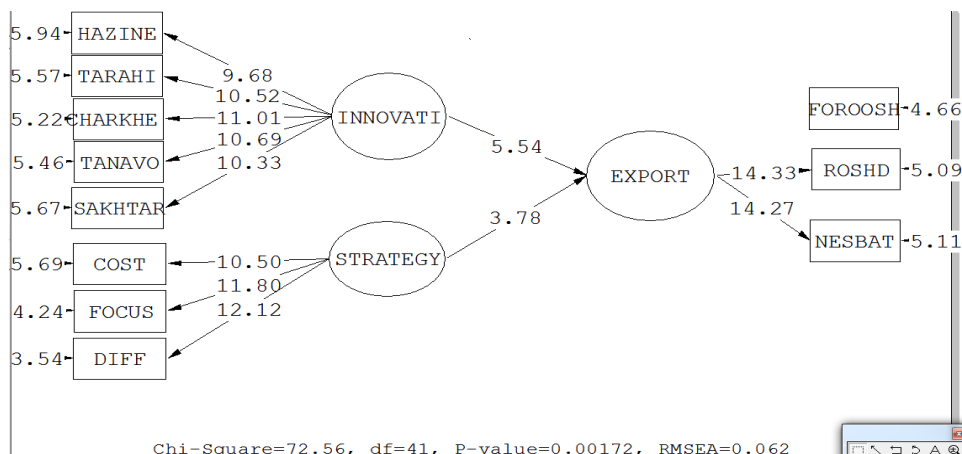 5.94 HAZINE
5.57 TARAHI
5.22 CHARKHE
5.46 TANAVO
5.67 SAKHTAR
5.69 COST
4.24 FOCUS
3.54 DIFF
9.68
10.52
11.01
10.69
10.33
10.50
11.80
12.12
INNOVATI
STRATEGY
5.54
3.78
EXPORT
14.33
14.27
FOROOSH 4.66
ROSHD 5.09
NESBAT 5.11
Chi-Square=72.56, df=41, P-value=0.00172, RMSEA=0.062
A